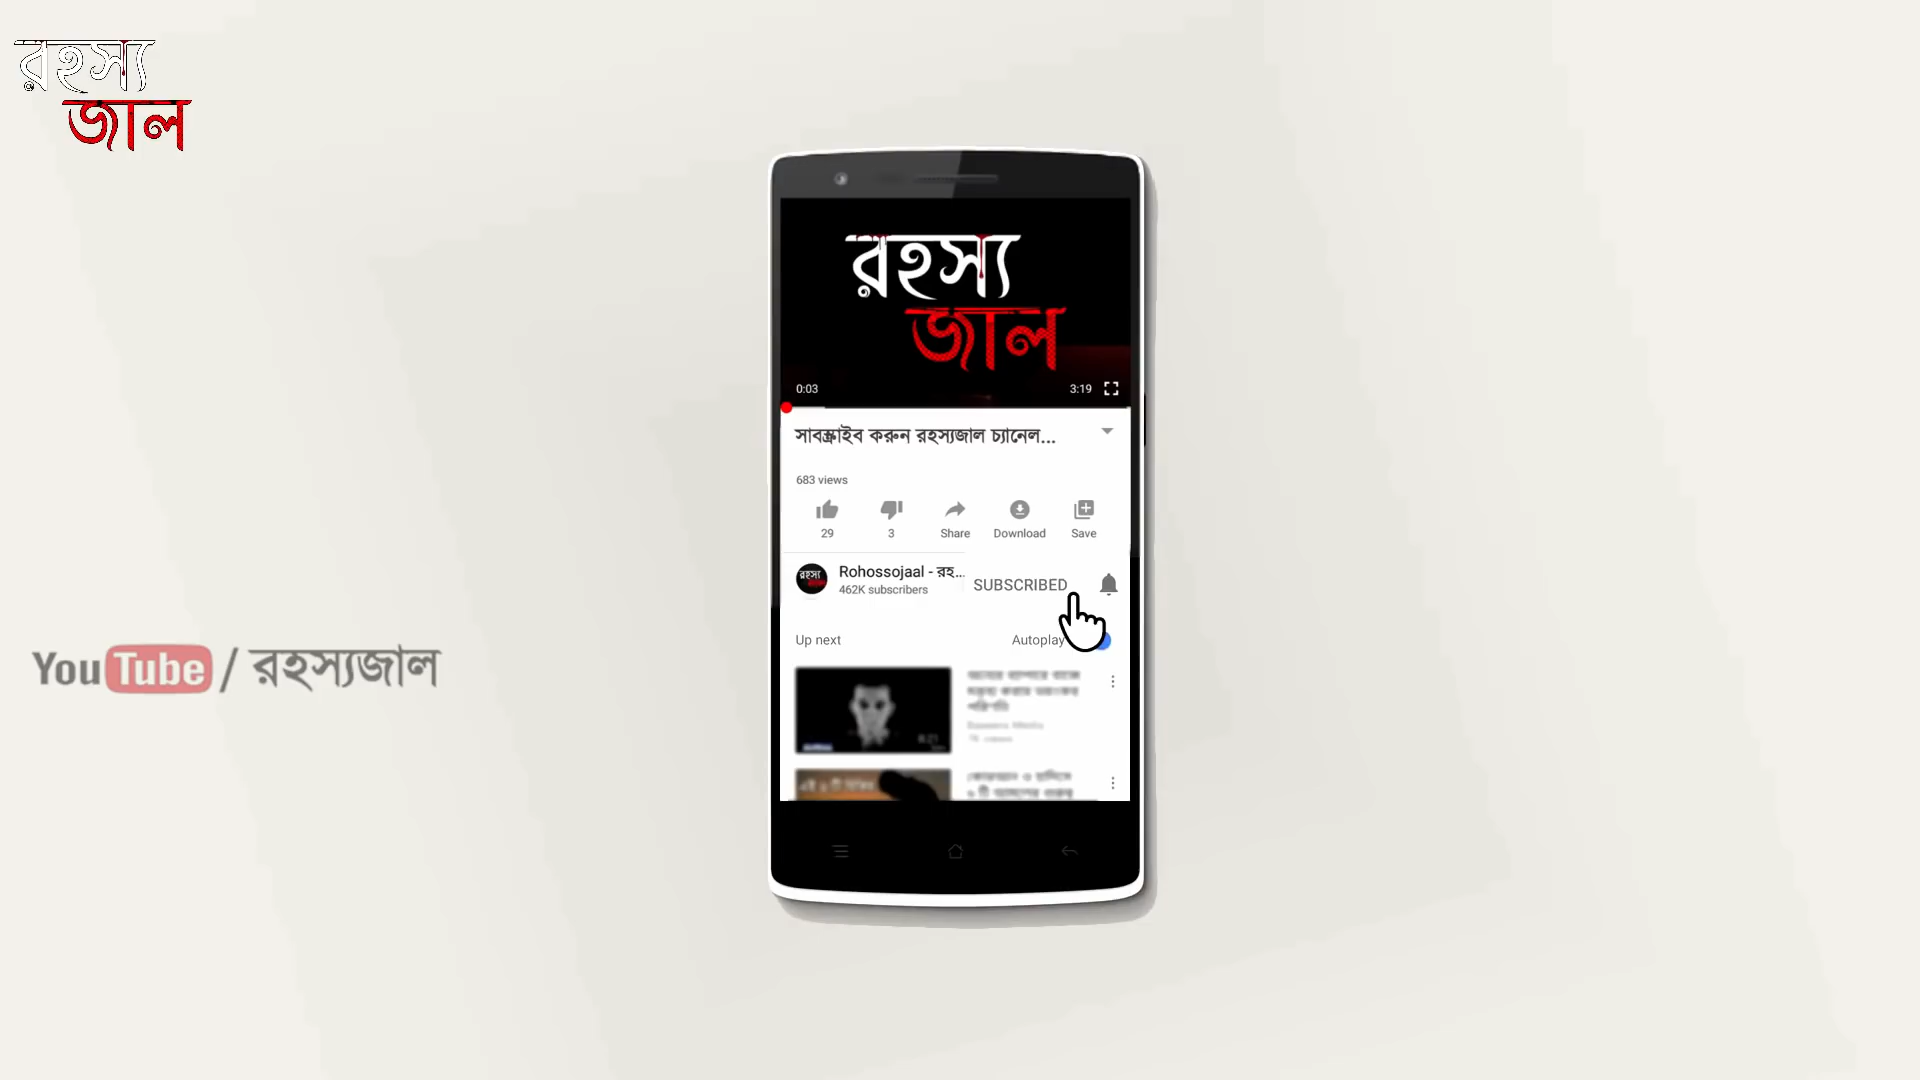 রহস্য
জাল
রহস্য
জাল
0:03
3:19
সাবস্ক্রাইব করুন রহস্যজাল চ্যানেল...
683 views
29
3
Share
Download
Save
Rohossojaal - রহ...
462K subscribers
SUBSCRIBED
Up next
Autoplay
YouTube / রহস্যজাল